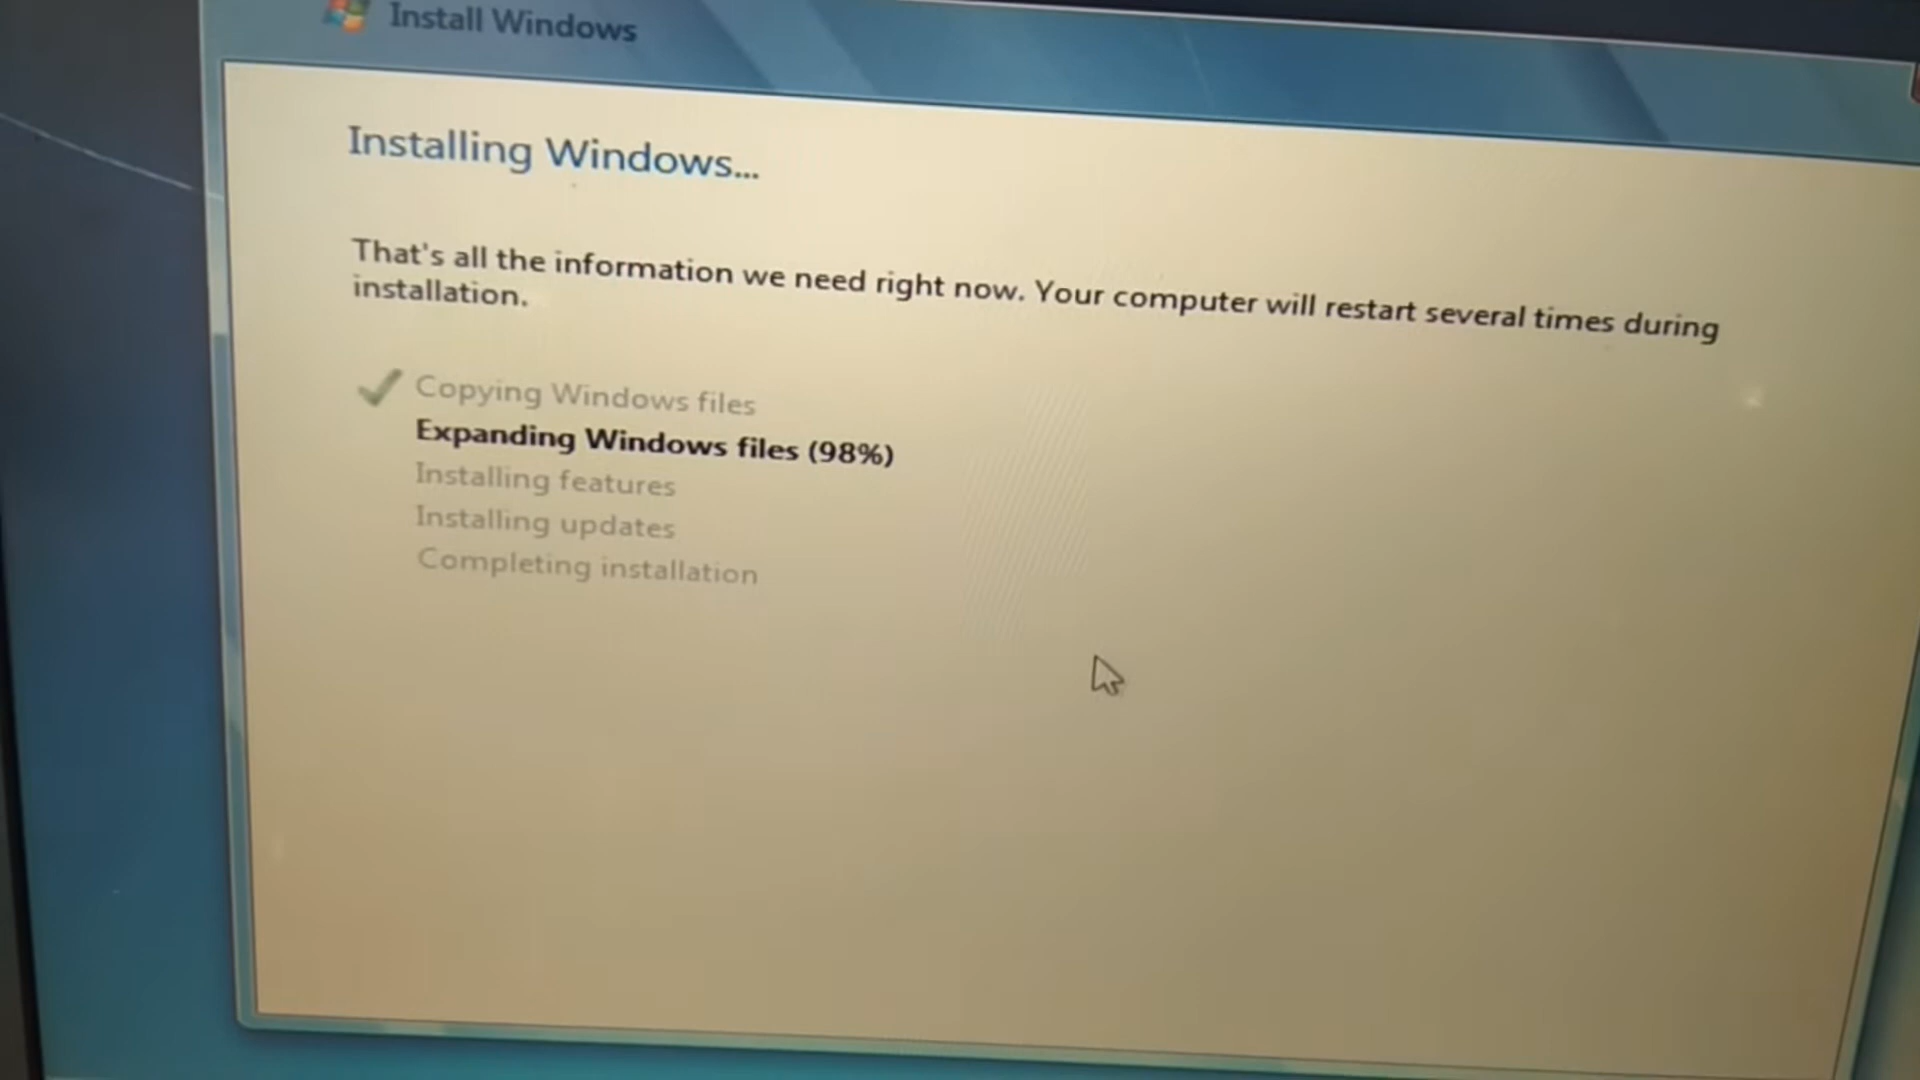 Install Windows
Installing Windows...
That's all the information we need right now. Your computer will restart several times during
installation.
Copying Windows files
Expanding Windows files (98%)
Installing features
Installing updates
Completing installation